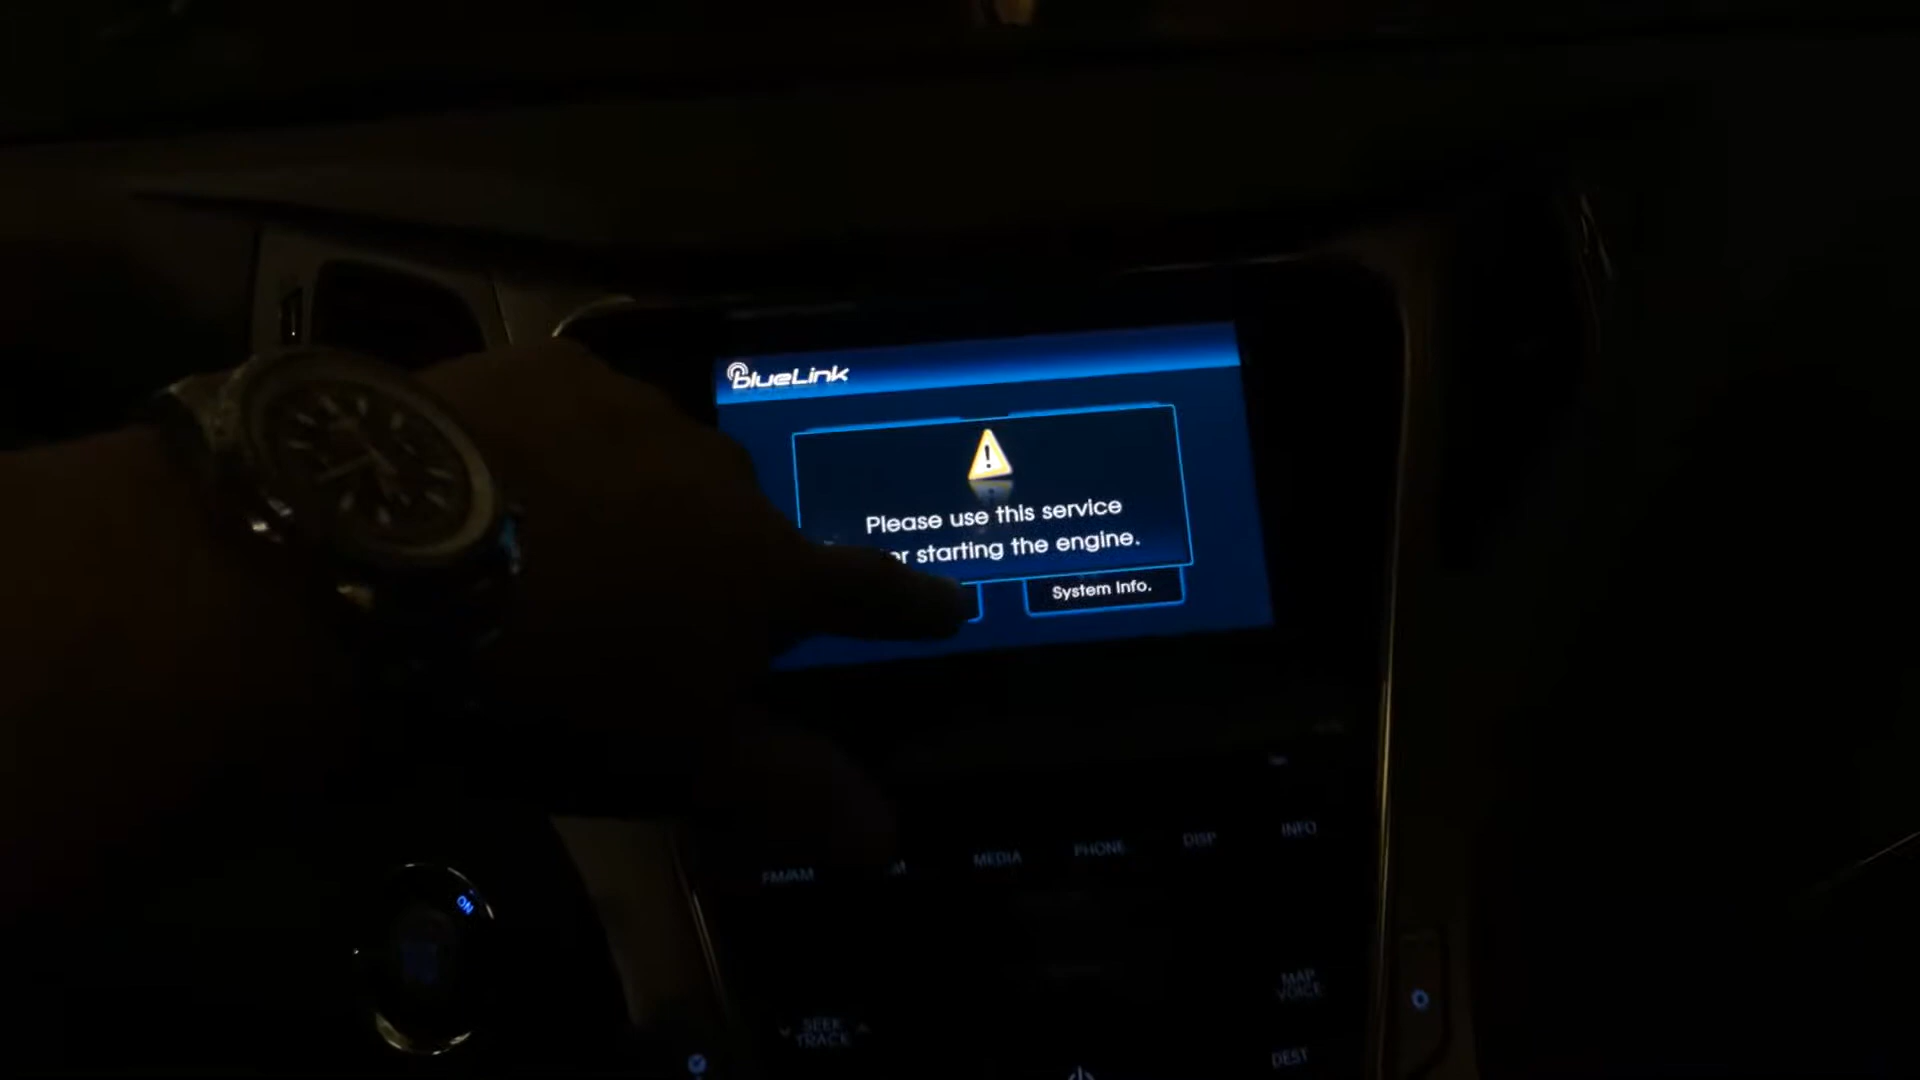 blueLink
Please use this service
starting the engine.
System Info.
FM/AM
MEDIA
PHONE
DISP
INFO
ON
MAP
VOICE
SEEK
TRACK
DEST